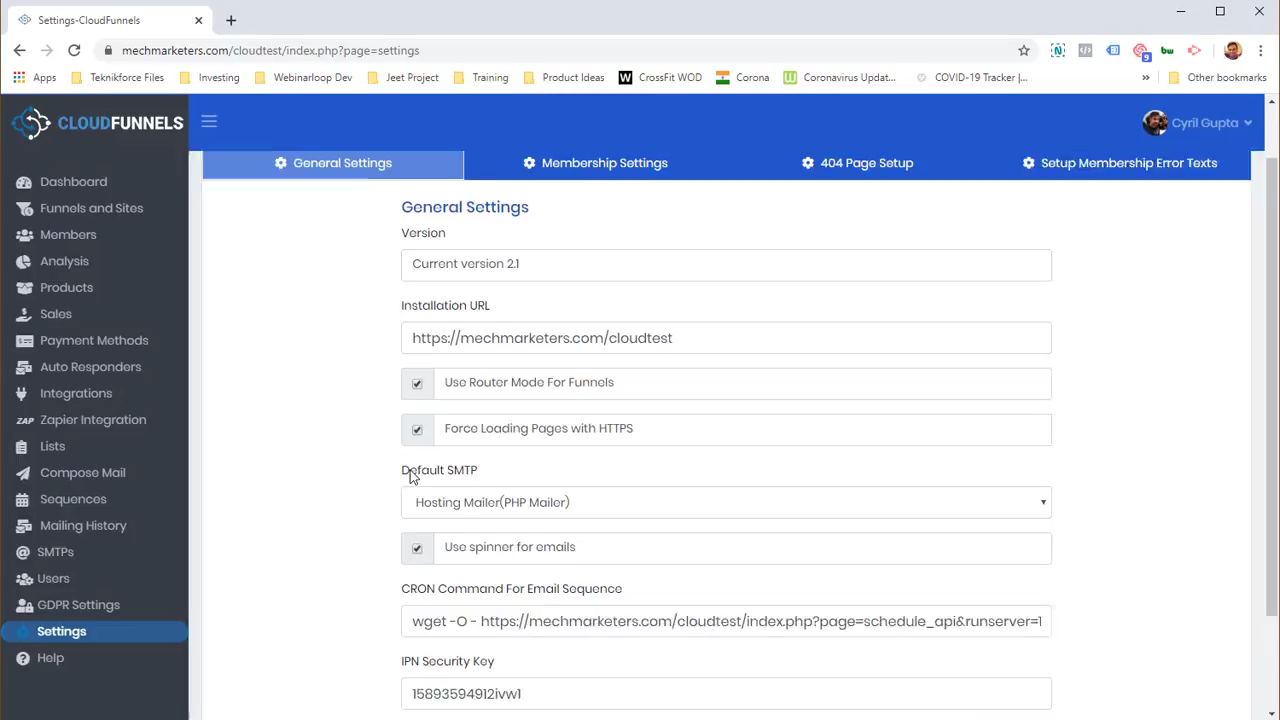 Settings-CloudFunnels
mechmarketers.com/cloudtest/index.php?page=settings
9
bw
Apps
Teknikforce Files
Investing
Webinarloop Dev
Jeet Project
Training
Product Ideas
W CrossFit WOD
Corona
Coronavirus Updat...
COVID-19 Tracker |...
»
Other bookmarks
CLOUDFUNNELS
Cyril Gupta
General Settings
Membership Settings
404 Page Setup
Setup Membership Error Texts
Dashboard
Funnels and Sites
Members
Analysis
Products
Sales
Payment Methods
Auto Responders
Integrations
ZAP Zapier Integration
Lists
Compose Mail
Sequences
Mailing History
SMTPs
Users
GDPR Settings
Settings
Help
General Settings
Version
Current version 2.1
Installation URL
https://mechmarketers.com/cloudtest
Use Router Mode For Funnels
Force Loading Pages with HTTPS
Default SMTP
Hosting Mailer(PHP Mailer)
Use spinner for emails
CRON Command For Email Sequence
wget -O - https://mechmarketers.com/cloudtest/index.php?page=schedule_api&runserver=1
IPN Security Key
15893594912ivw1